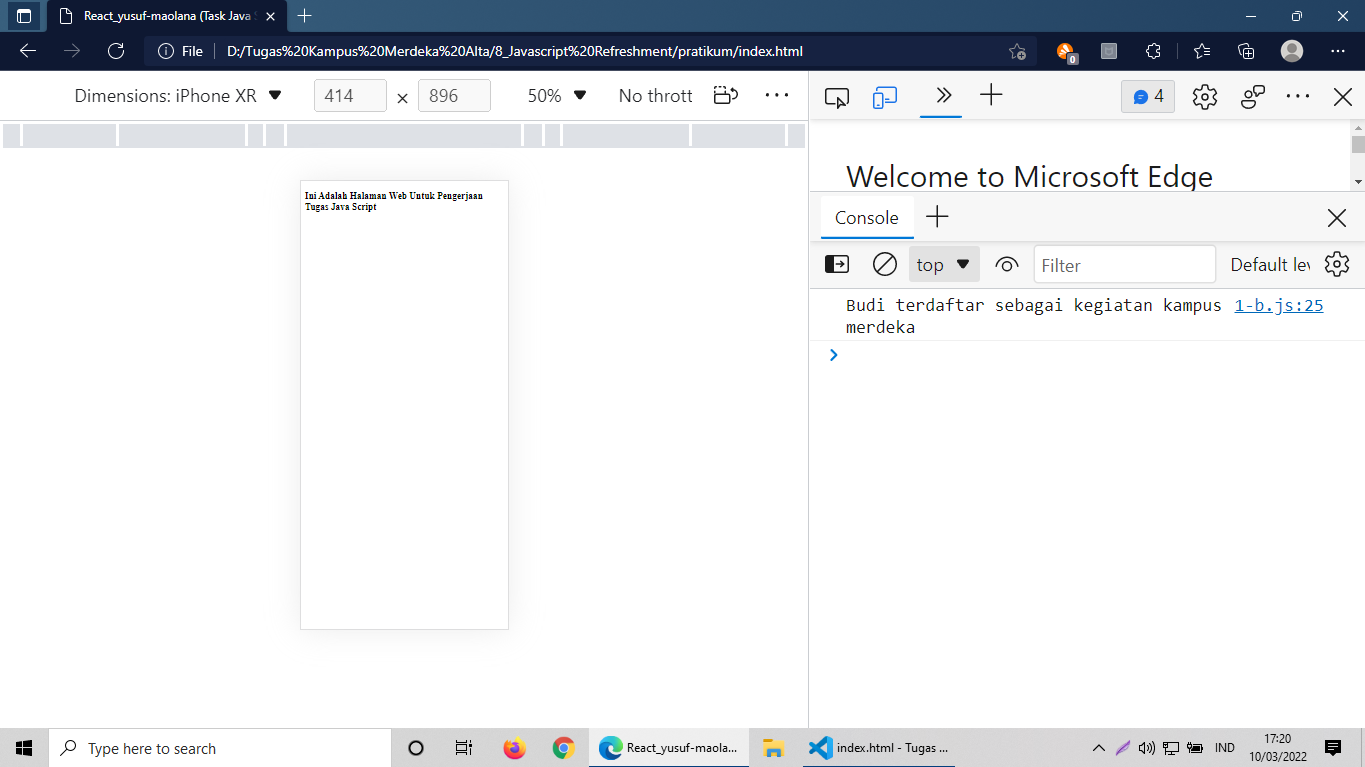 React_yusuf-maolana (Task Java S
File
D:/Tugas%20Kampus%20Merdeka%20Alta/8_Javascript%20Refreshment/pratikum/index.html
0
Dimensions: iPhone XR
414
×
896
50%
No thrott
4
Ini Adalah Halaman Web Untuk Pengerjaan
Tugas Java Script
Welcome to Microsoft Edge
Console
top
Filter
Default lev
Budi terdaftar sebagai kegiatan kampus 1-b.js:25
merdeka
Type here to search
React_yusuf-maola...
index.html - Tugas ...
IND
17:20
10/03/2022